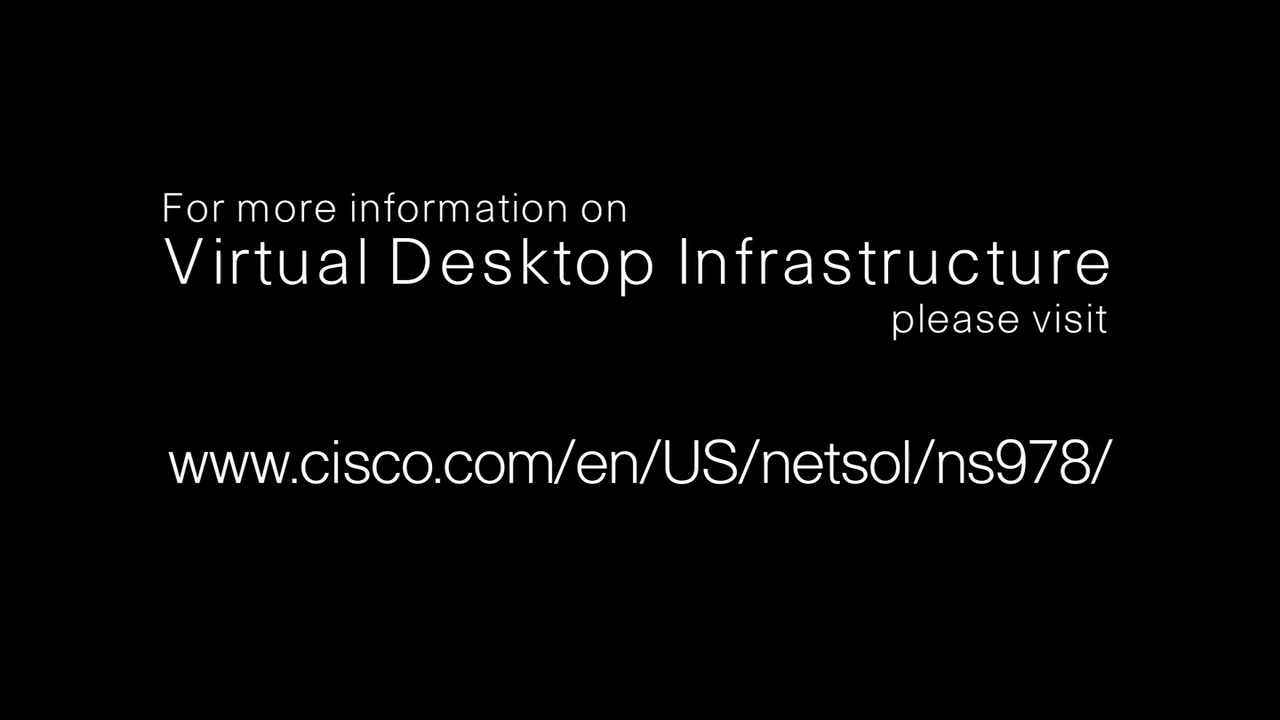 For more information on
Virtual Desktop Infrastructure
please visit
www.cisco.com/en/US/netsol/ns978/